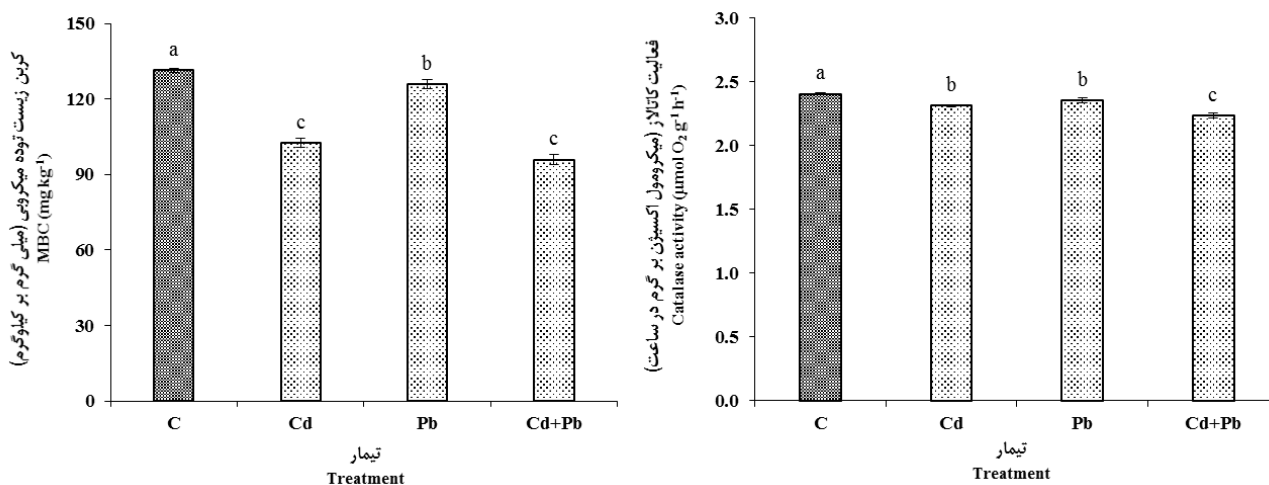 کربن زیست توده میکروبی (میلی گرم بر کیلوگرم)
MBC (mg kg-1)
150
120
90
60
30
0
a
c
b
c
C
Cd
Pb
Cd+Pb
تیمار
Treatment
فعالیت کاتالاز (میکرومول اکسیژن بر گرم در ساعت)
Catalase activity (µmol O2 g-1 h-1)
3.0
2.5
2.0
1.5
1.0
0.5
0.0
a
b
b
c
C
Cd
Pb
Cd+Pb
تیمار
Treatment